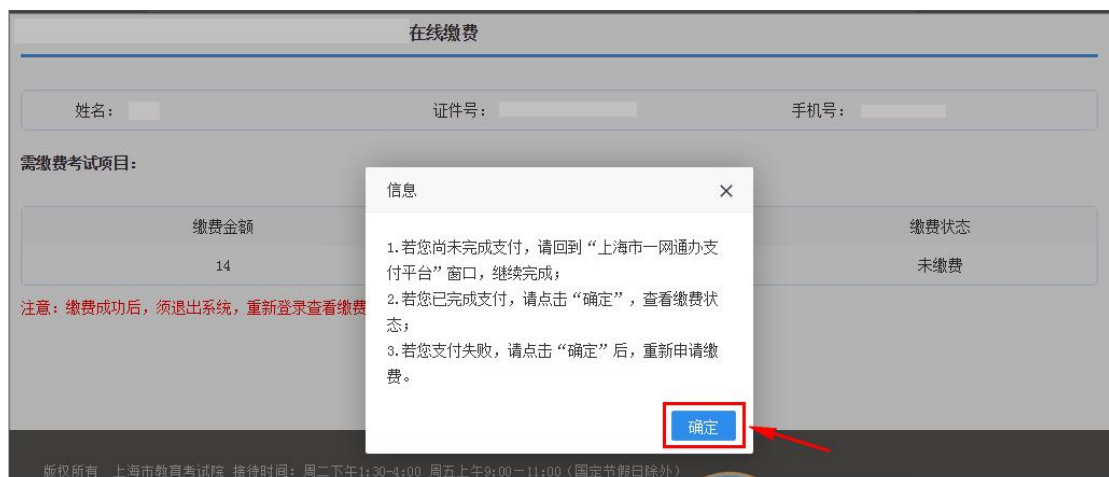 在线缴费
姓名：
证件号：
手机号：
需缴费考试项目：
缴费金额
缴费状态
14
未缴费
注意：缴费成功后，须退出系统，重新登录查看缴费
信息
1.若您尚未完成支付，请回到“上海市一网通办支
付平台”窗口，继续完成；
2.若您已完成支付，请点击“确定”，查看缴费状
态；
3.若您支付失败，请点击“确定”后，重新申请缴
费。
确定
版权所有 上海市教育考试院 接待时间：周二下午1:30-4:00 周五上午9:00－11:00（国定节假日除外）